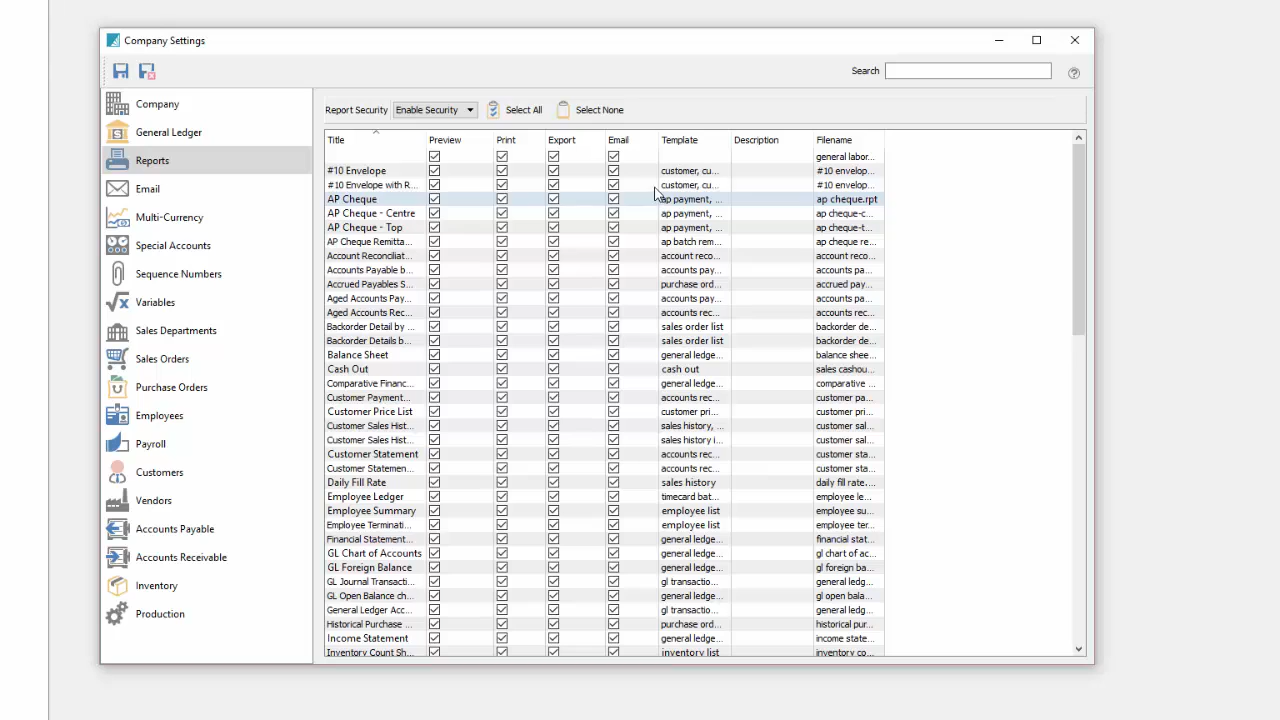 Company Settings
Search
Company
General Ledger
Reports
Email
Multi-Currency
Special Accounts
Sequence Numbers
Variables
Sales Departments
Sales Orders
Purchase Orders
Employees
Payroll
Customers
Vendors
Accounts Payable
Accounts Receivable
Inventory
Production
Report Security Enable Security Select All Select None
Title Preview Print Export Email Template Description Filename
general labor...
#10 Envelope customer, cu... #10 envelop...
#10 Envelope with R... customer, cu... #10 envelop...
AP Cheque ap payment, ... ap cheque.rpt
AP Cheque - Centre ap payment, ... ap cheque-c...
AP Cheque - Top ap payment, ... ap cheque-t...
AP Cheque Remitta... ap batch rem... ap cheque re...
Account Reconciliat... account reco... account reco...
Accounts Payable b... accounts pay... accounts pa...
Accrued Payables S... purchase ord... accrued pay...
Aged Accounts Pay... accounts pay... accounts pa...
Aged Accounts Rec... accounts rec... accounts rec...
Backorder Detail by ... sales order list backorder de...
Backorder Details b... sales order list backorder de...
Balance Sheet general ledge... balance shee...
Cash Out cash out sales cashou...
Comparative Financ... general ledge... comparative ...
Customer Payment... accounts rec... customer pa...
Customer Price List customer pri... customer pri...
Customer Sales Hist... sales history, ... customer sal...
Customer Sales Hist... sales history i... customer sal...
Customer Statement accounts rec... customer sta...
Customer Statemen... accounts rec... customer sta...
Daily Fill Rate sales history daily fill rate....
Employee Ledger timecard bat... employee le...
Employee Summary employee list employee su...
Employee Terminati... employee list employee ter...
Financial Statement... general ledge... financial stat...
GL Chart of Accounts general ledge... gl chart of ac...
GL Foreign Balance general ledge... gl foreign ba...
GL Journal Transacti... gl transactio... general ledg...
GL Open Balance ch... general ledge... gl open bala...
General Ledger Acc... gl transactio... general ledg...
Historical Purchase ... purchase ord... historical pur...
Income Statement general ledge... income state...
Inventory Count Sh... inventory list inventory co...